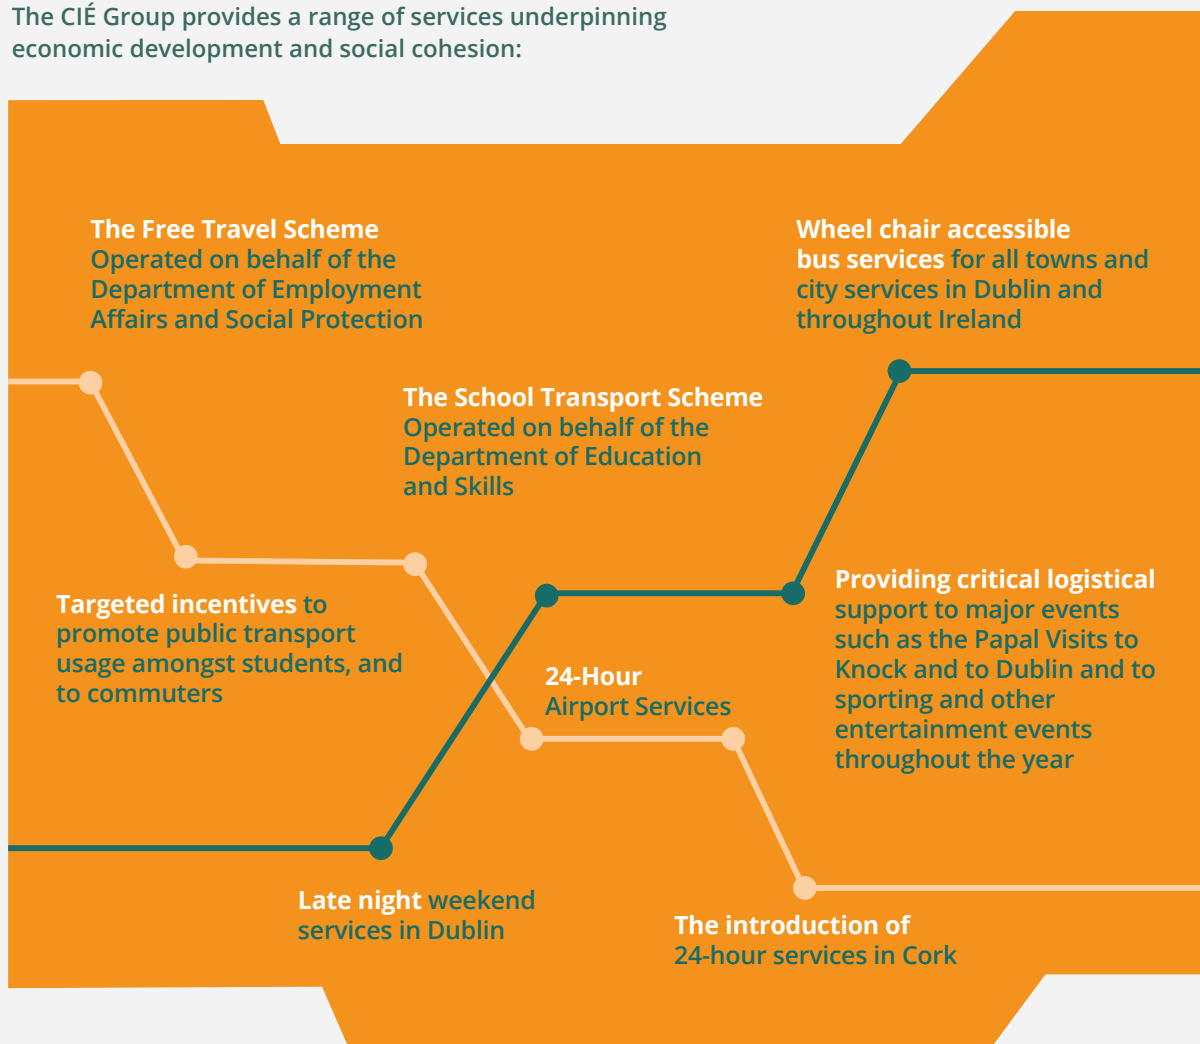 The CIÉ Group provides a range of services underpinning
economic development and social cohesion:
The Free Travel Scheme
Operated on behalf of the
Department of Employment
Affairs and Social Protection
Wheel chair accessible
bus services for all towns and
city services in Dublin and
throughout Ireland
The School Transport Scheme
Operated on behalf of the
Department of Education
and Skills
Targeted incentives to
promote public transport
usage amongst students, and
to commuters
Providing critical logistical
support to major events
such as the Papal Visits to
Knock and to Dublin and to
sporting and other
entertainment events
throughout the year
24-Hour
Airport Services
Late night weekend
services in Dublin
The introduction of
24-hour services in Cork